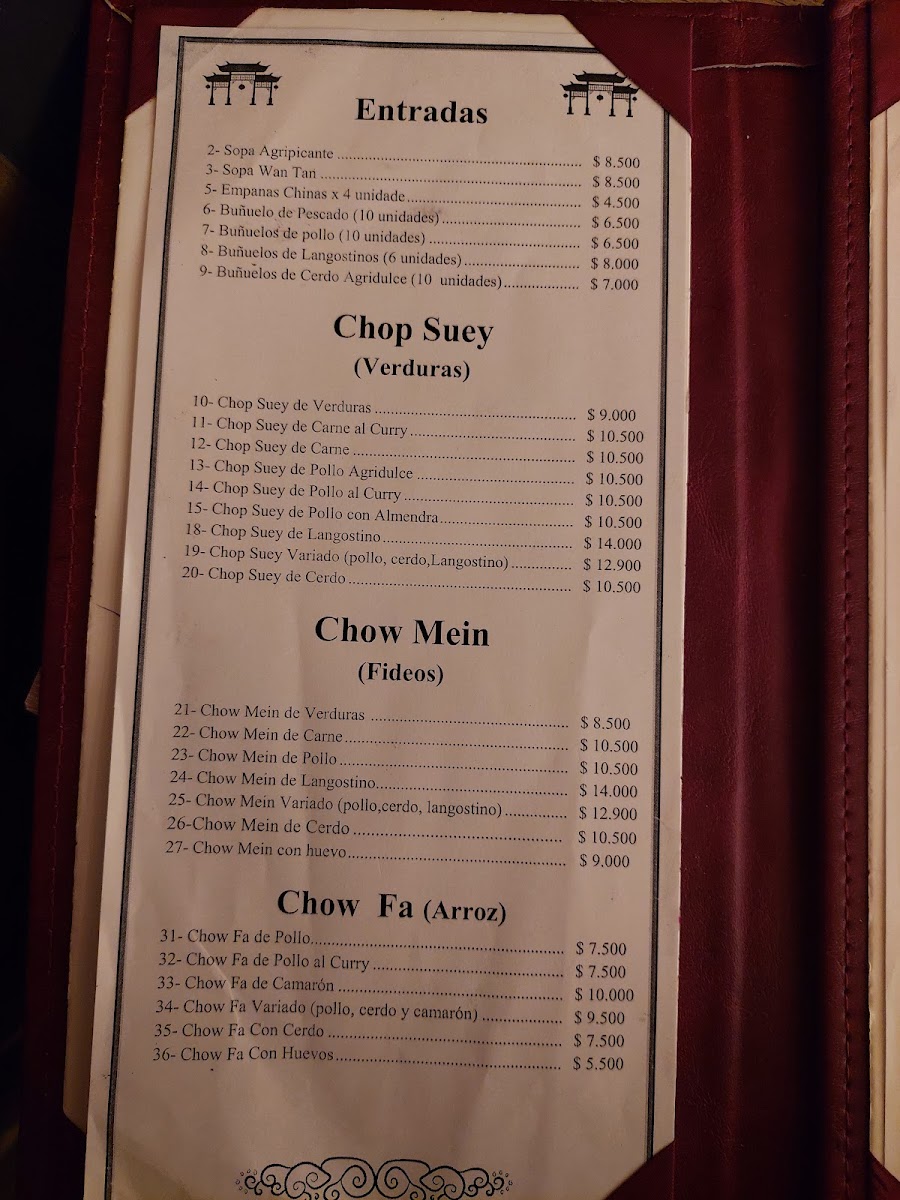 Entradas
2- Sopa Agripicante ........ $ 8.500
3- Sopa Wan Tan ........ $ 8.500
5- Empanas Chinas x 4 unidade ........ $ 4.500
6- Buñuelo de Pescado (10 unidades) ........ $ 6.500
7- Buñuelos de pollo (10 unidades) ........ $ 6.500
8- Buñuelos de Langostinos (6 unidades) ........ $ 8.000
9- Buñuelos de Cerdo Agridulce (10 unidades) ........ $ 7.000
Chop Suey
(Verduras)
10- Chop Suey de Verduras ........ $ 9.000
11- Chop Suey de Carne al Curry ........ $ 10.500
12- Chop Suey de Carne ........ $ 10.500
13- Chop Suey de Pollo Agridulce ........ $ 10.500
14- Chop Suey de Pollo al Curry ........ $ 10.500
15- Chop Suey de Pollo con Almendra ........ $ 10.500
18- Chop Suey de Langostino ........ $ 14.000
19- Chop Suey Variado (pollo, cerdo,Langostino) ........ $ 12.900
20- Chop Suey de Cerdo ........ $ 10.500
Chow Mein
(Fideos)
21- Chow Mein de Verduras ........ $ 8.500
22- Chow Mein de Carne ........ $ 10.500
23- Chow Mein de Pollo ........ $ 10.500
24- Chow Mein de Langostino ........ $ 14.000
25- Chow Mein Variado (pollo,cerdo, langostino) ........ $ 12.900
26-Chow Mein de Cerdo ........ $ 10.500
27- Chow Mein con huevo ........ $ 9.000
Chow Fa (Arroz)
31- Chow Fa de Pollo ........ $ 7.500
32- Chow Fa de Pollo al Curry ........ $ 7.500
33- Chow Fa de Camarón ........ $ 10.000
34- Chow Fa Variado (pollo, cerdo y camarón) ........ $ 9.500
35- Chow Fa Con Cerdo ........ $ 7.500
36- Chow Fa Con Huevos ........ $ 5.500